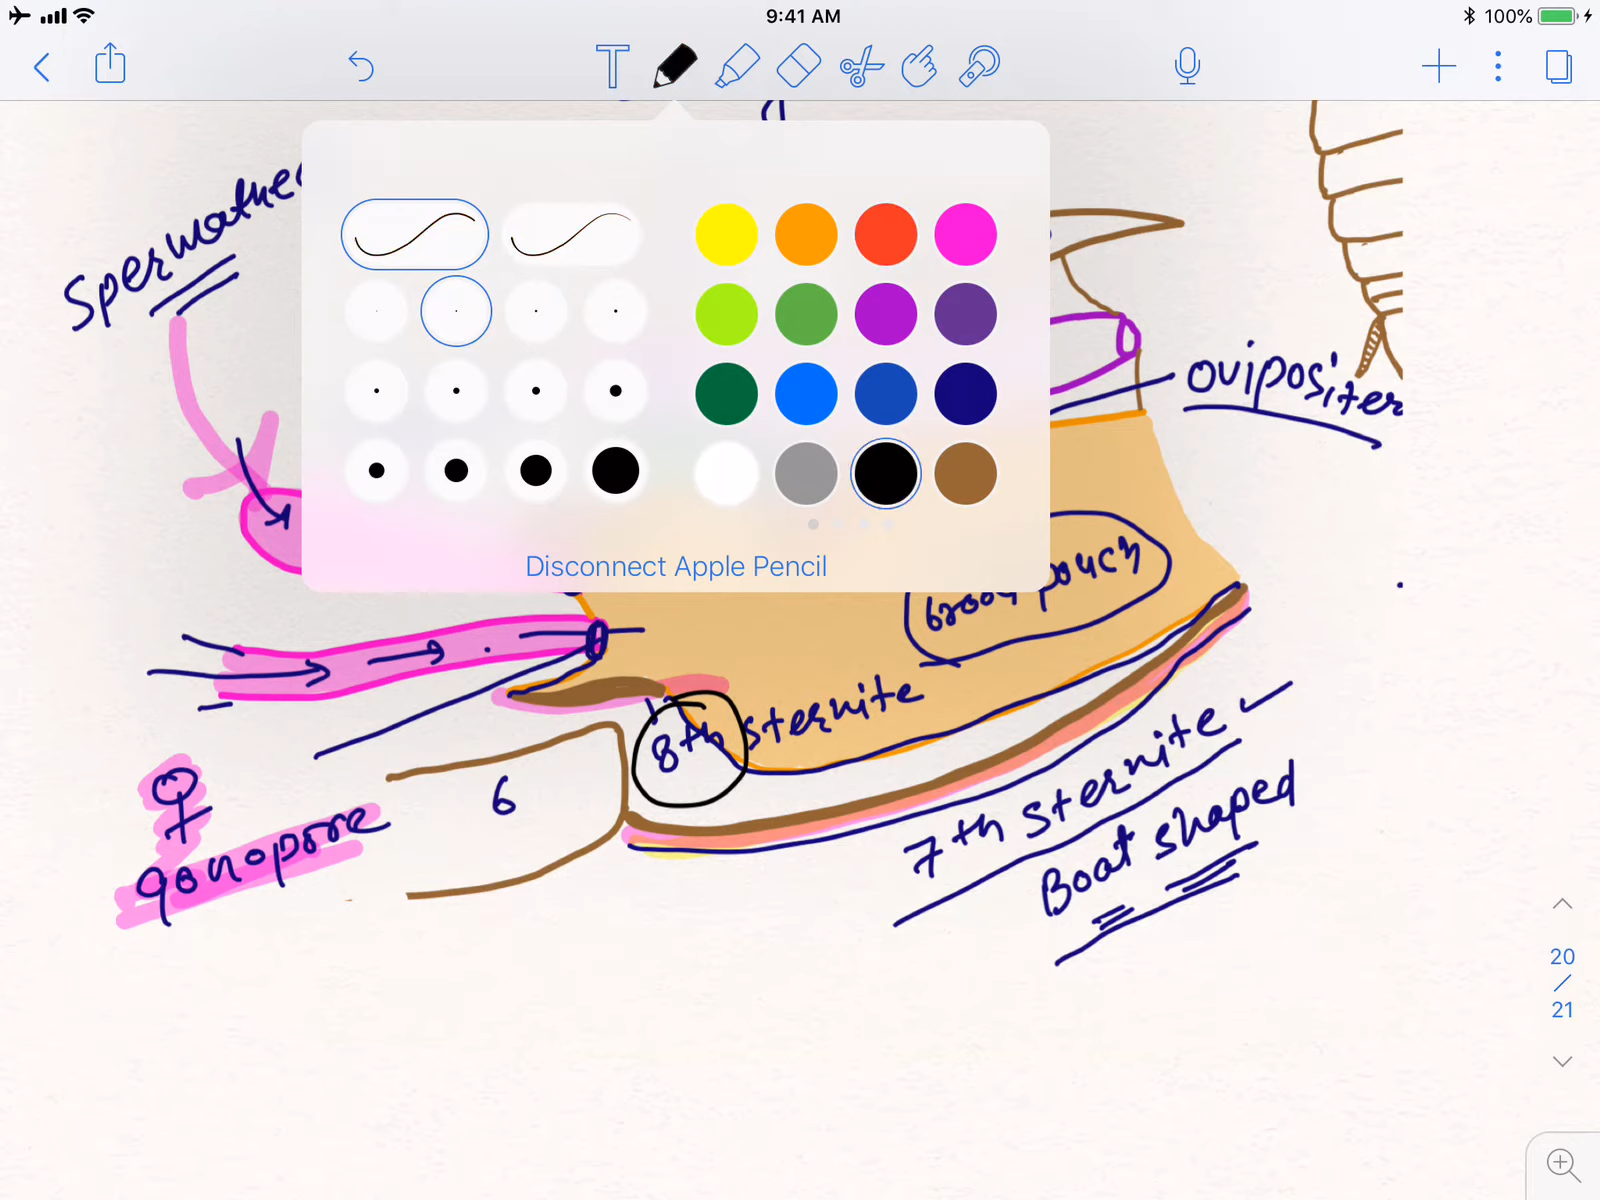 9:41 AM
100%
T
Spermathe
ovipositer
Disconnect Apple Pencil
brood pouch
8th sternite
6
7th sternite
Boat shaped
♀
gonopore
20
/
21